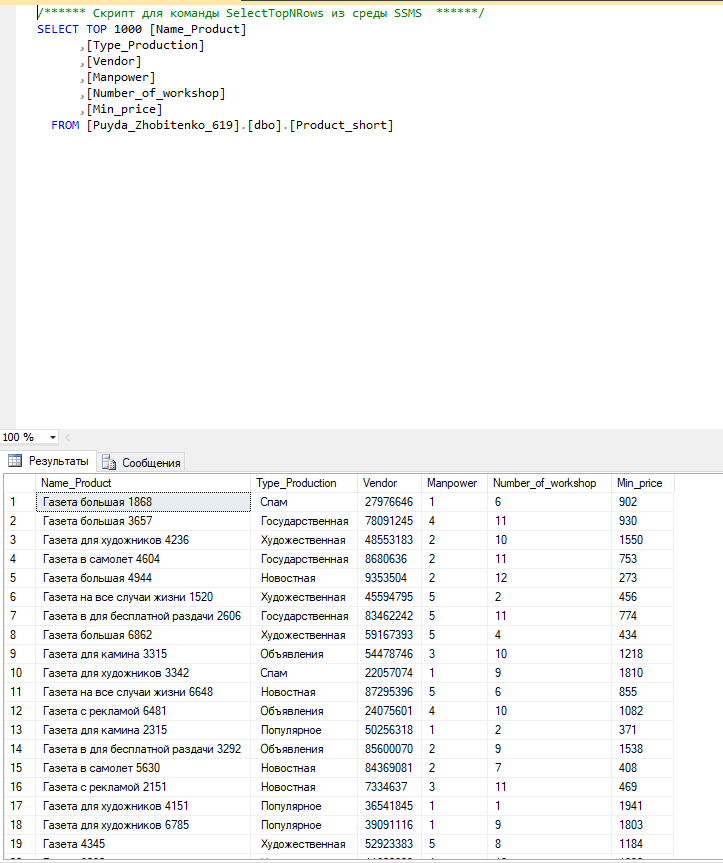 /****** Скрипт для команды SelectTopNRows из среды SSMS ******/
SELECT TOP 1000 [Name_Product]
,[Type_Production]
,[Vendor]
,[Manpower]
,[Number_of_workshop]
,[Min_price]
FROM [Puyda_Zhobitenko_619].[dbo].[Product_short]
100 %
Результаты Сообщения
Name_Product Type_Production Vendor Manpower Number_of_workshop Min_price
1 Газета большая 1868 Спам 27976646 1 6 902
2 Газета большая 3657 Государственная 78091245 4 11 930
3 Газета для художников 4236 Художественная 48553183 2 10 1550
4 Газета в самолет 4604 Государственная 8680636 2 11 753
5 Газета большая 4944 Новостная 9353504 2 12 273
6 Газета на все случаи жизни 1520 Художественная 45594795 5 2 456
7 Газета в для бесплатной раздачи 2606 Государственная 83462242 5 11 774
8 Газета большая 6862 Художественная 59167393 5 4 434
9 Газета для камина 3315 Объявления 54478746 3 10 1218
10 Газета для художников 3342 Спам 22057074 1 9 1810
11 Газета на все случаи жизни 6648 Новостная 87295396 5 6 855
12 Газета с рекламой 6481 Объявления 24075601 4 10 1082
13 Газета для камина 2315 Популярное 50256318 1 2 371
14 Газета в для бесплатной раздачи 3292 Объявления 85600070 2 9 1538
15 Газета в самолет 5630 Новостная 84369081 2 7 408
16 Газета с рекламой 2151 Новостная 7334637 3 11 469
17 Газета для художников 4151 Популярное 36541845 1 1 1941
18 Газета для художников 6785 Популярное 39091116 1 9 1803
19 Газета 4345 Художественная 52923383 5 8 1184